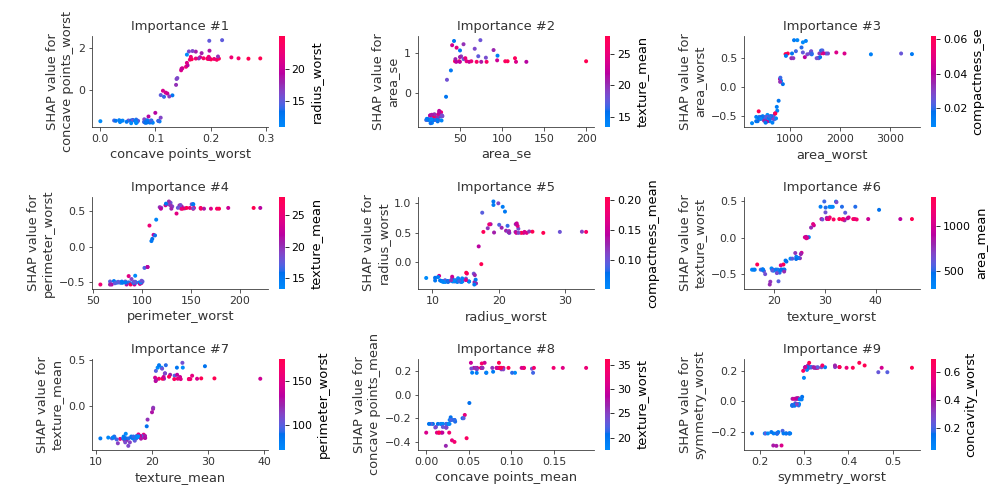 Importance #1
SHAP value for
concave points_worst
2
0
0.0 0.1 0.2 0.3
concave points_worst
20
15
radius_worst
Importance #2
SHAP value for
area_se
1
0
50 100 150 200
area_se
25
20
15
texture_mean
Importance #3
SHAP value for
area_worst
0.5
0.0
−0.5
1000 2000 3000
area_worst
0.06
0.04
0.02
compactness_se
Importance #4
SHAP value for
perimeter_worst
0.5
0.0
−0.5
50 100 150 200
perimeter_worst
25
20
15
texture_mean
Importance #5
SHAP value for
radius_worst
1.0
0.5
0.0
10 20 30
radius_worst
0.20
0.15
0.10
compactness_mean
Importance #6
SHAP value for
texture_worst
0.5
0.0
−0.5
20 30 40
texture_worst
1000
500
area_mean
Importance #7
SHAP value for
texture_mean
0.5
0.0
10 20 30 40
texture_mean
150
100
perimeter_worst
Importance #8
SHAP value for
concave points_mean
0.2
0.0
−0.2
−0.4
0.00 0.05 0.10 0.15
concave points_mean
35
30
25
20
texture_worst
Importance #9
SHAP value for
symmetry_worst
0.2
0.0
−0.2
0.2 0.3 0.4 0.5
symmetry_worst
0.6
0.4
0.2
concavity_worst